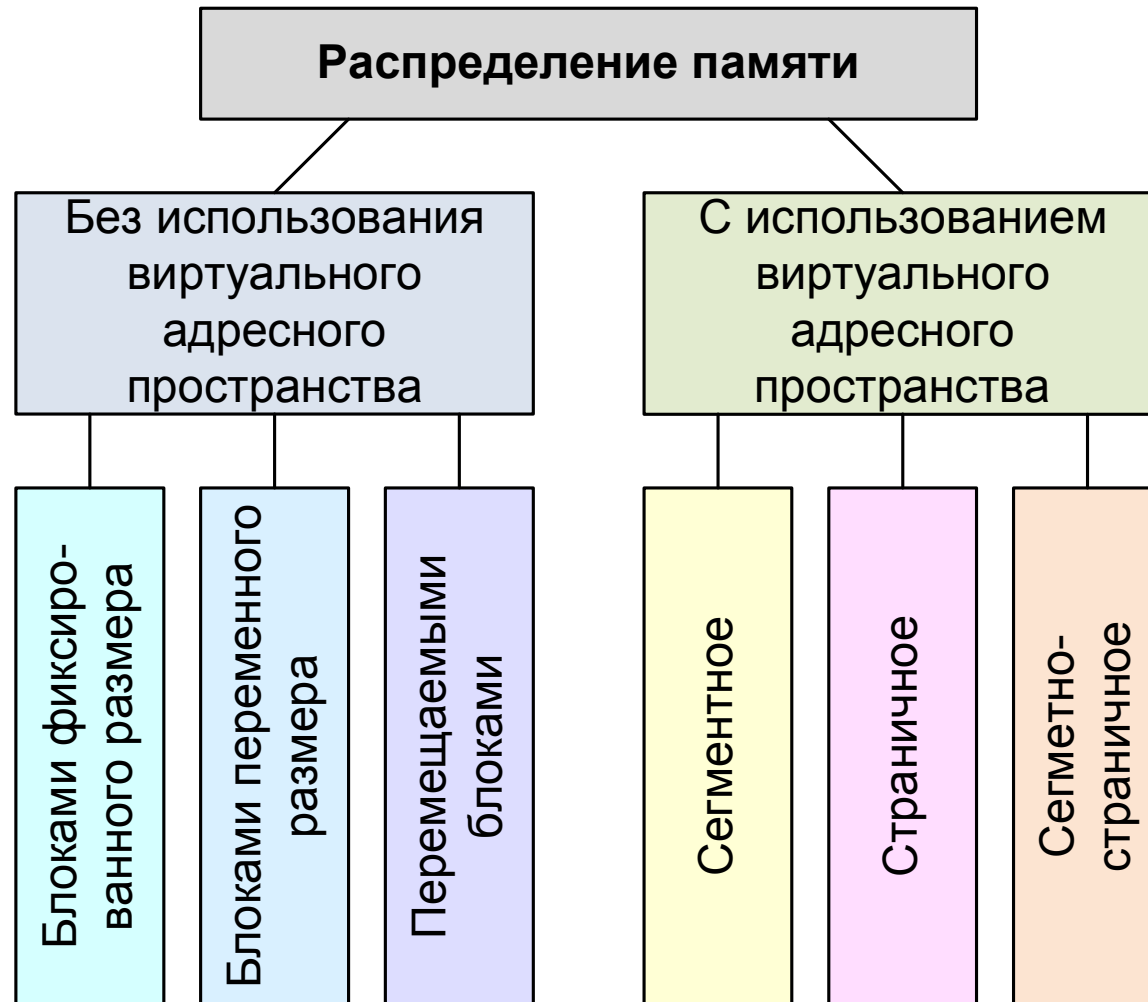 Распределение памяти
Без использования
виртуального
адресного
пространства
С использованием
виртуального
адресного
пространства
Блоками фиксиро-
ванного размера
Блоками переменного
размера
Перемещаемыми
блоками
Сегментное
Страничное
Сегметно-
страничное